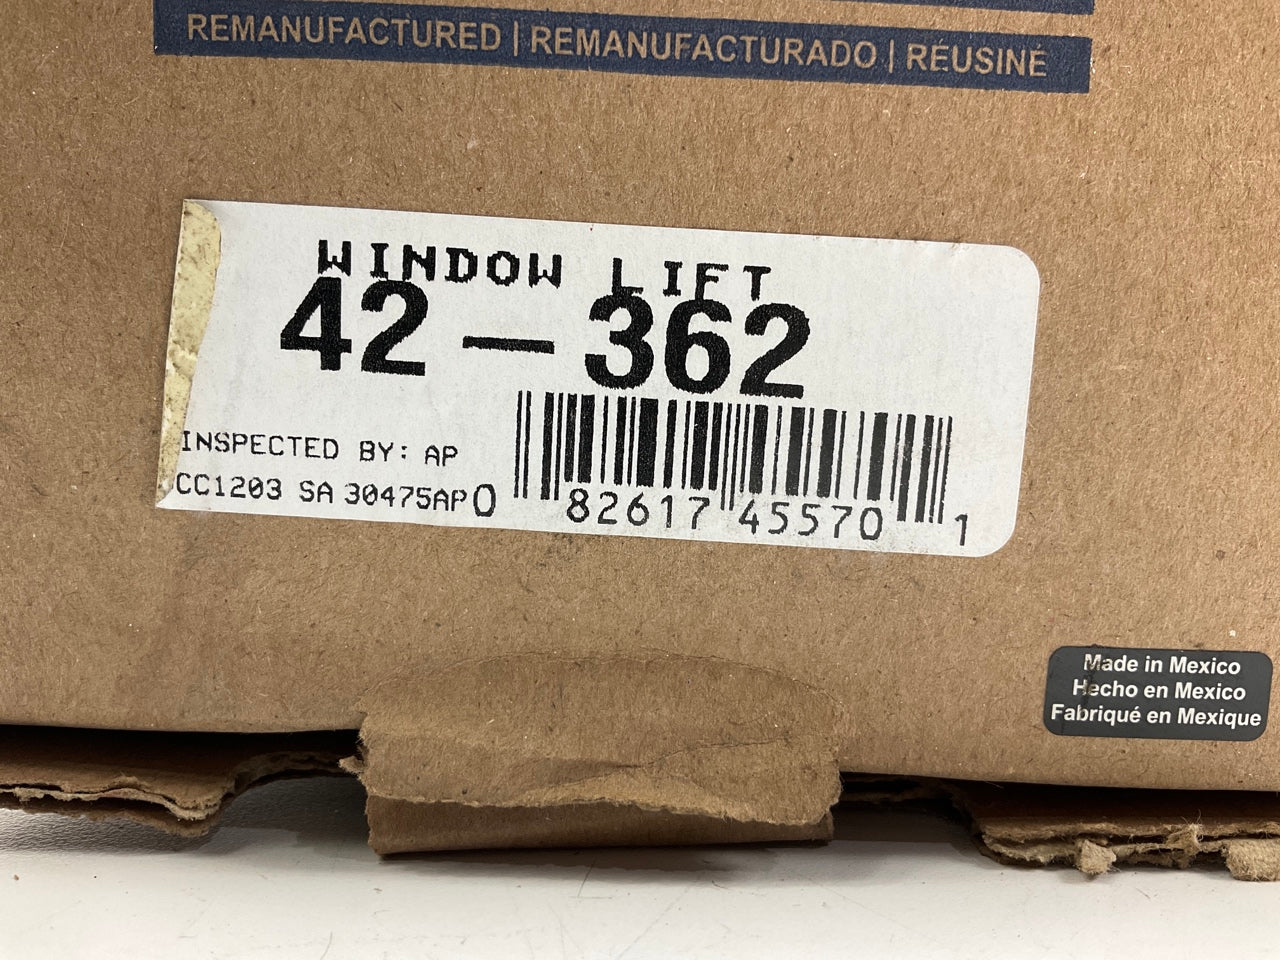 REMANUFACTURED | REMANUFACTURADO | RÉUSINÉ
WINDOW LIFT
42-362
INSPECTED BY: AP
CC1203 SA 30475AP
0 82617 45570 1
Made in Mexico
Hecho en Mexico
Fabriqué en Mexique